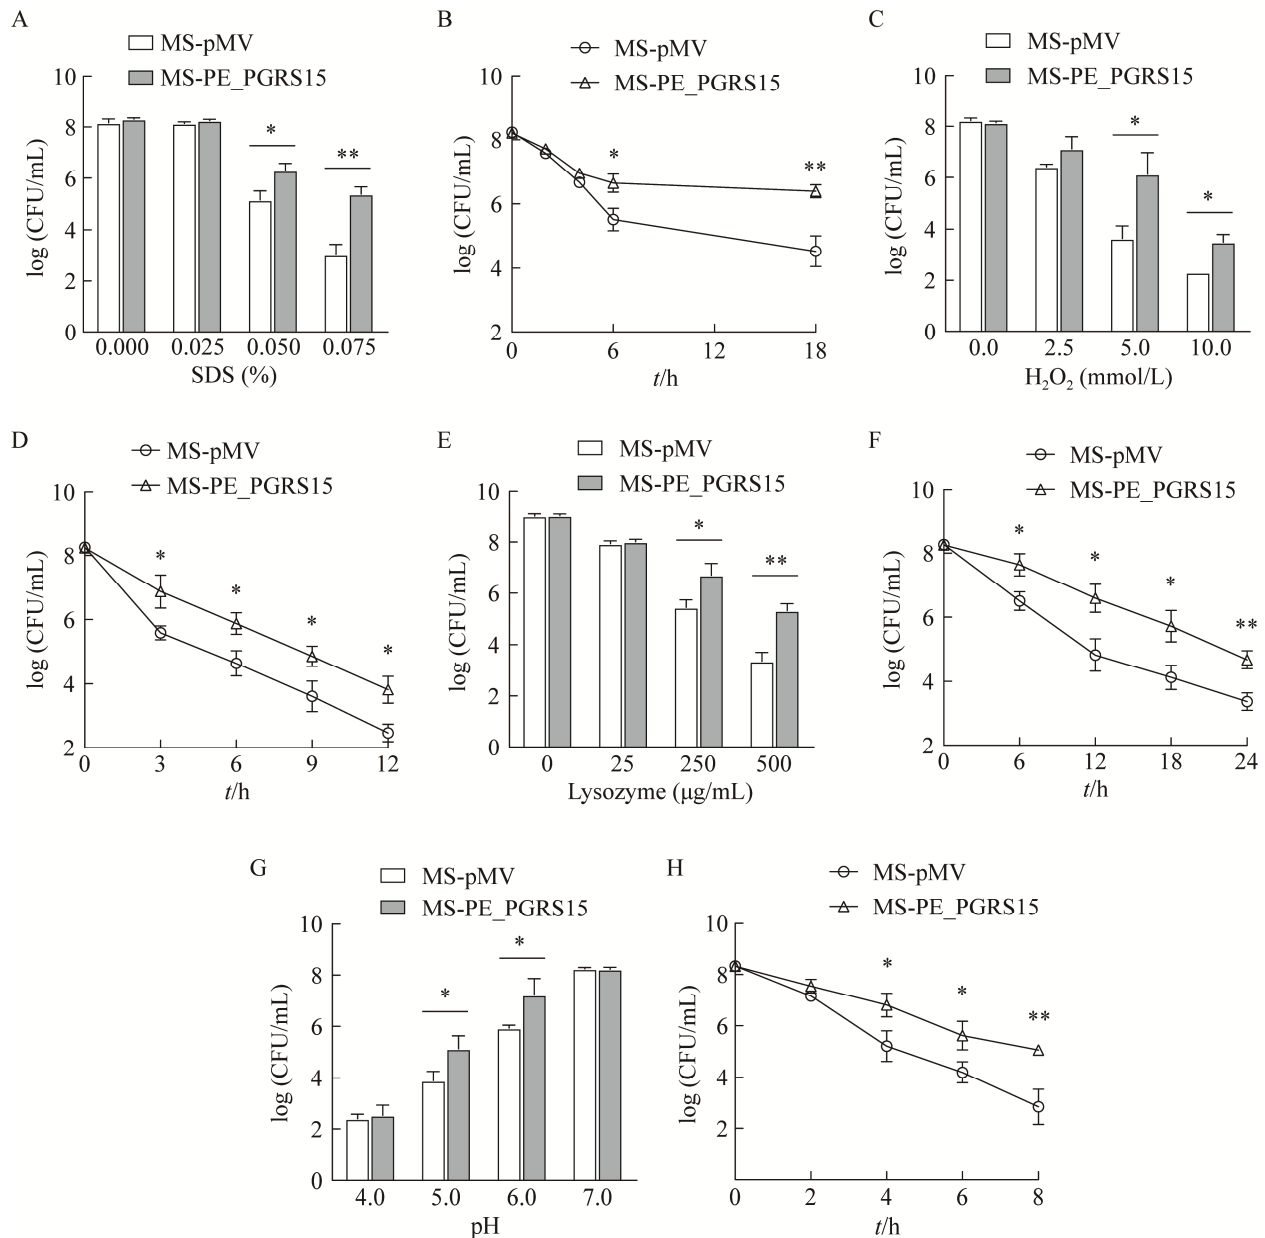 A
MS-pMV
MS-PE_PGRS15
10
8
6
4
2
0
log (CFU/mL)
*
**
0.000 0.025 0.050 0.075
SDS (%)
B
MS-pMV
MS-PE_PGRS15
10
8
6
4
2
log (CFU/mL)
*
**
0 6 12 18
t/h
C
MS-pMV
MS-PE_PGRS15
10
8
6
4
2
0
log (CFU/mL)
*
*
0.0 2.5 5.0 10.0
H₂O₂ (mmol/L)
D
MS-pMV
MS-PE_PGRS15
10
8
6
4
2
log (CFU/mL)
*
*
*
*
0 3 6 9 12
t/h
E
MS-pMV
MS-PE_PGRS15
10
8
6
4
2
0
log (CFU/mL)
*
**
0 25 250 500
Lysozyme (μg/mL)
F
MS-pMV
MS-PE_PGRS15
10
8
6
4
2
log (CFU/mL)
*
*
*
**
0 6 12 18 24
t/h
G
MS-pMV
MS-PE_PGRS15
10
8
6
4
2
0
log (CFU/mL)
*
*
4.0 5.0 6.0 7.0
pH
H
MS-pMV
MS-PE_PGRS15
10
8
6
4
2
log (CFU/mL)
*
*
**
0 2 4 6 8
t/h